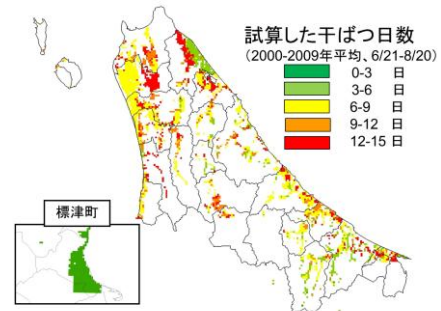 試算した干ばつ日数
(2000-2009年平均、6/21-8/20)
0-3 日
3-6 日
6-9 日
9-12 日
12-15 日
標津町